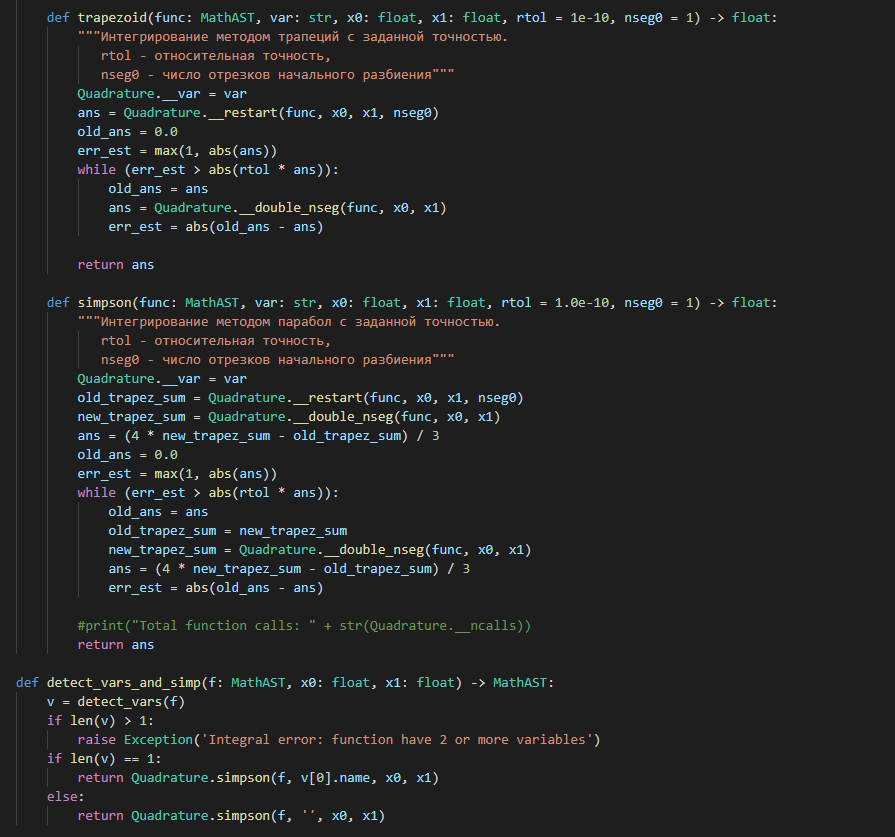 def trapezoid(func: MathAST, var: str, x0: float, x1: float, rtol = 1e-10, nseg0 = 1) -> float:
"""Интегрирование методом трапеций с заданной точностью.
rtol - относительная точность,
nseg0 - число отрезков начального разбиения"""
Quadrature.__var = var
ans = Quadrature.__restart(func, x0, x1, nseg0)
old_ans = 0.0
err_est = max(1, abs(ans))
while (err_est > abs(rtol * ans)):
old_ans = ans
ans = Quadrature.__double_nseg(func, x0, x1)
err_est = abs(old_ans - ans)
return ans
def simpson(func: MathAST, var: str, x0: float, x1: float, rtol = 1.0e-10, nseg0 = 1) -> float:
"""Интегрирование методом парабол с заданной точностью.
rtol - относительная точность,
nseg0 - число отрезков начального разбиения"""
Quadrature.__var = var
old_trapez_sum = Quadrature.__restart(func, x0, x1, nseg0)
new_trapez_sum = Quadrature.__double_nseg(func, x0, x1)
ans = (4 * new_trapez_sum - old_trapez_sum) / 3
old_ans = 0.0
err_est = max(1, abs(ans))
while (err_est > abs(rtol * ans)):
old_ans = ans
old_trapez_sum = new_trapez_sum
new_trapez_sum = Quadrature.__double_nseg(func, x0, x1)
ans = (4 * new_trapez_sum - old_trapez_sum) / 3
err_est = abs(old_ans - ans)
#print("Total function calls: " + str(Quadrature.__ncalls))
return ans
def detect_vars_and_simp(f: MathAST, x0: float, x1: float) -> MathAST:
v = detect_vars(f)
if len(v) > 1:
raise Exception('Integral error: function have 2 or more variables')
if len(v) == 1:
return Quadrature.simpson(f, v[0].name, x0, x1)
else:
return Quadrature.simpson(f, '', x0, x1)